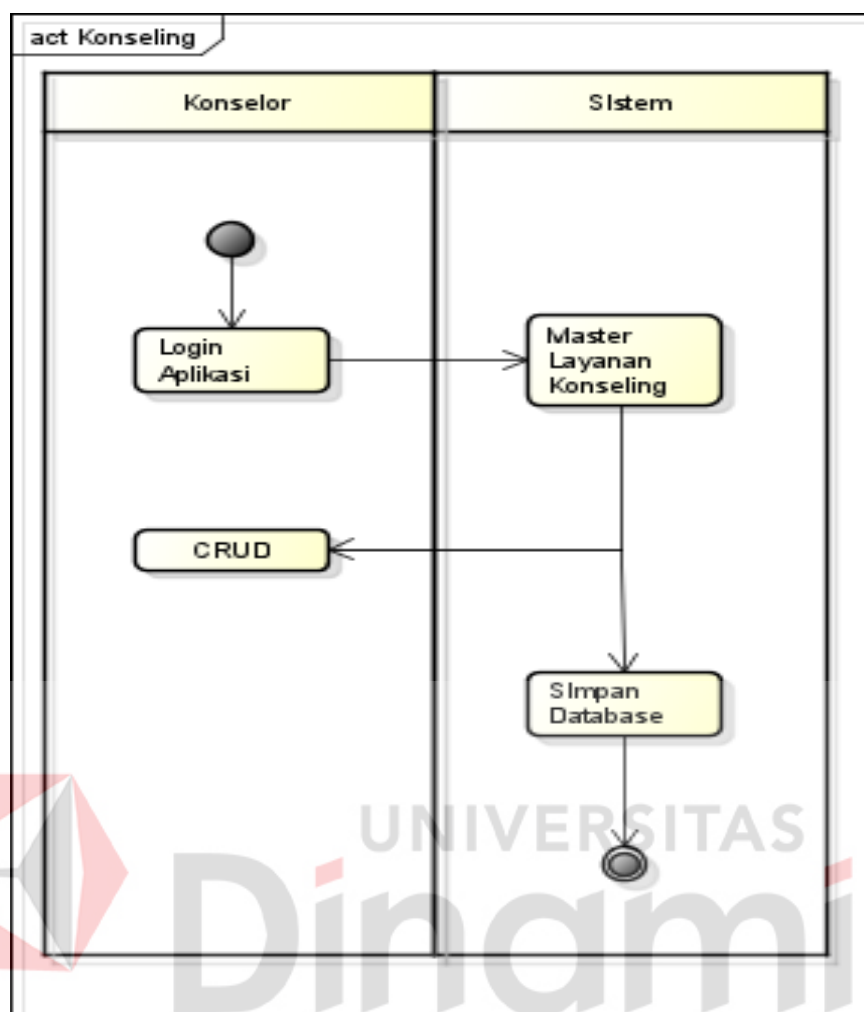 act Konseling
Konselor
SIstem
Login
Aplikasi
Master
Layanan
Konseling
CRUD
SImpan
Database
UNIVERSITAS
Dinami